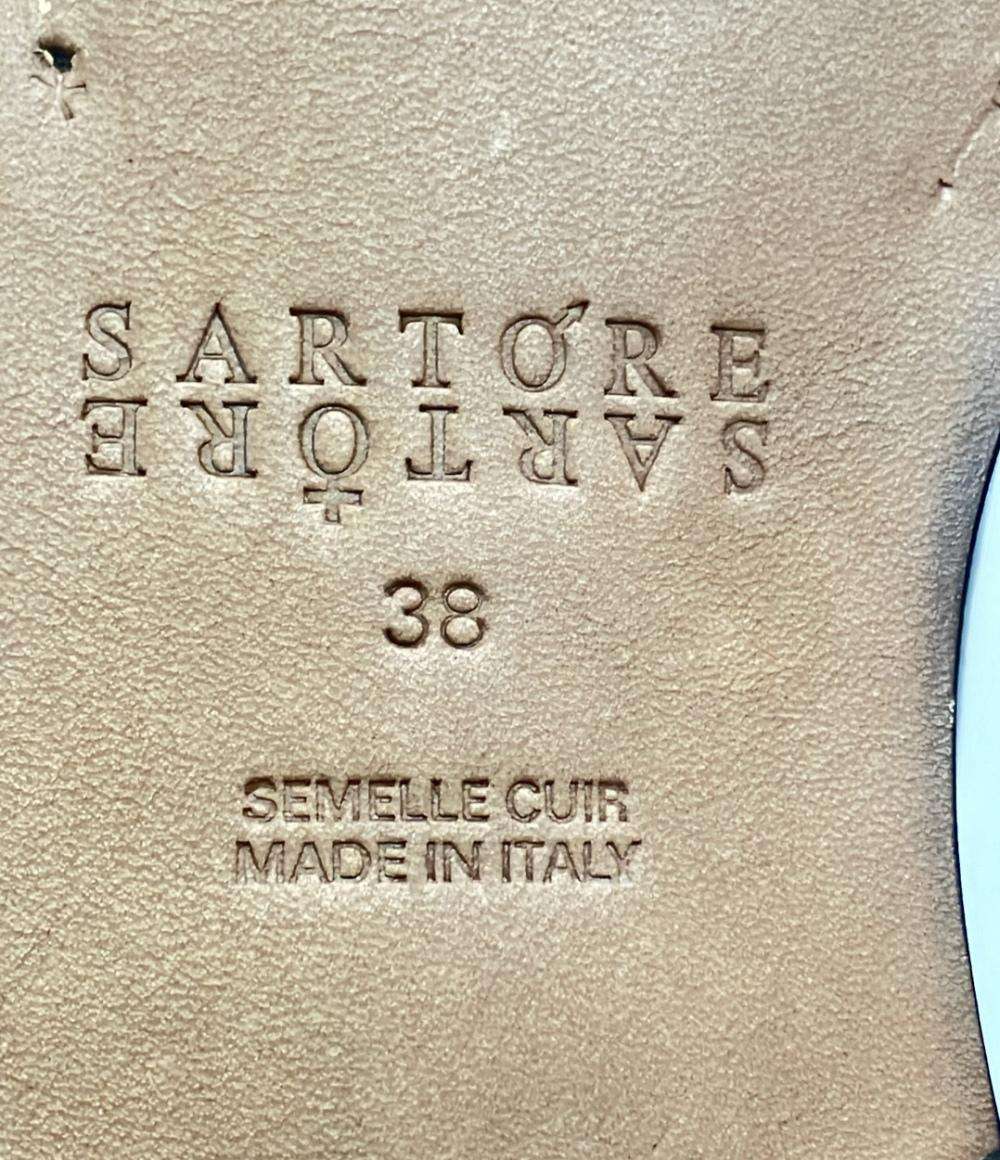 SARTORE
SARTORE
38
SEMELLE CUIR
MADE IN ITALY